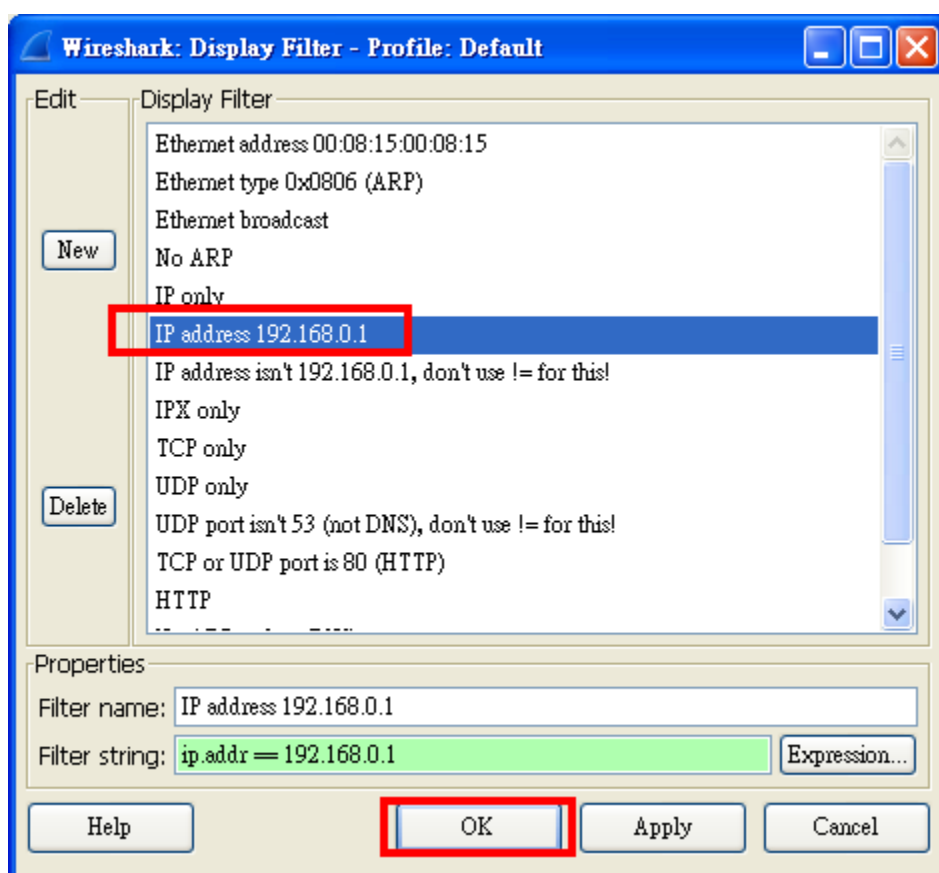 Wireshark: Display Filter - Profile: Default
Edit
Display Filter
Ethernet address 00:08:15:00:08:15
Ethernet type 0x0806 (ARP)
Ethernet broadcast
No ARP
IP only
IP address 192.168.0.1
IP address isn't 192.168.0.1, don't use != for this!
IPX only
TCP only
UDP only
UDP port isn't 53 (not DNS), don't use != for this!
TCP or UDP port is 80 (HTTP)
HTTP
New
Delete
Properties
Filter name: IP address 192.168.0.1
Filter string: ip.addr == 192.168.0.1 Expression...
Help OK Apply Cancel